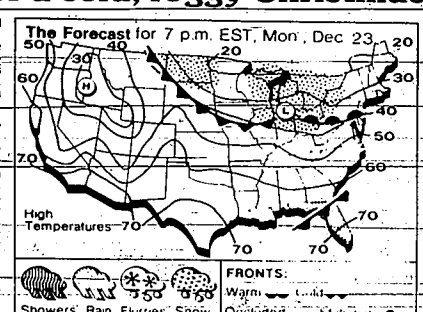 The Forecast for 7 p.m. EST, Mon., Dec 23
50 40 20 20
30 30
60 H
L 40
50
70 60
High
Temperatures 70 70 70 70
FRONTS:
Showers Rain Flurries Snow Warm Cold